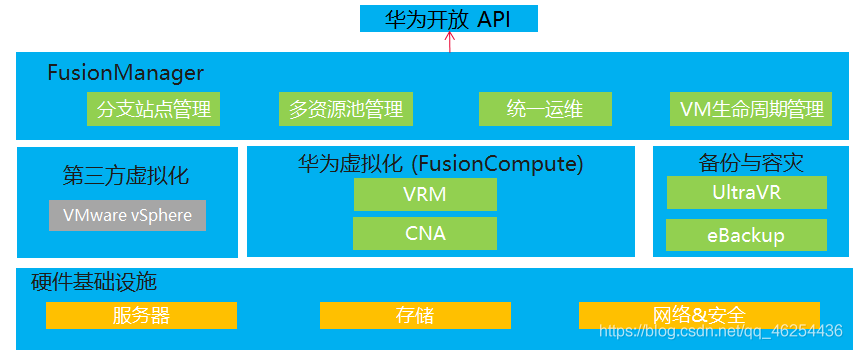 华为开放 API
FusionManager
分支站点管理
多资源池管理
统一运维
VM生命周期管理
第三方虚拟化
VMware vSphere
华为虚拟化 (FusionCompute)
VRM
CNA
备份与容灾
UltraVR
eBackup
硬件基础设施
服务器
存储
网络&安全
https://blog.csdn.net/qq_46254436